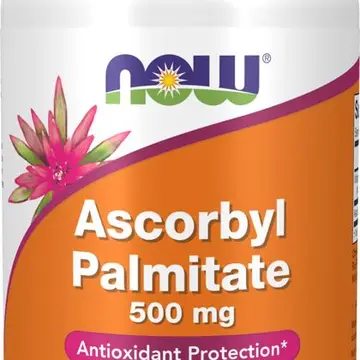 NOW®
Ascorbyl
Palmitate
500 mg
Antioxidant Protection*